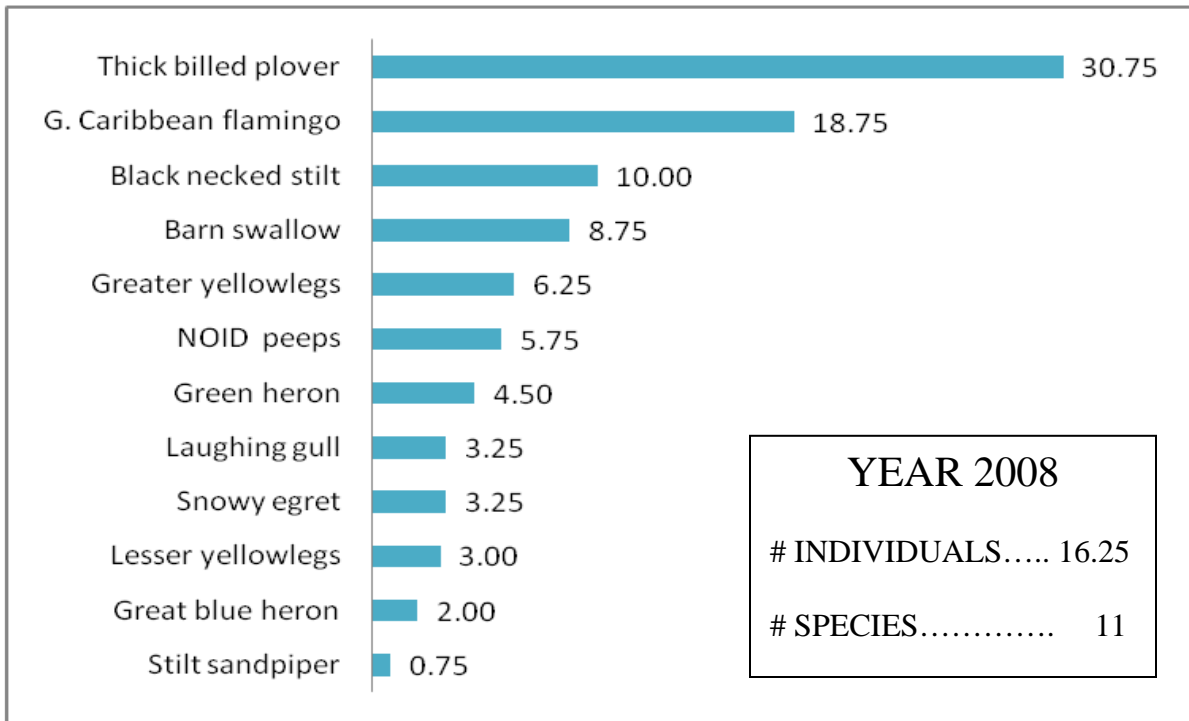 Thick billed plover 30.75
G. Caribbean flamingo 18.75
Black necked stilt 10.00
Barn swallow 8.75
Greater yellowlegs 6.25
NOID peeps 5.75
Green heron 4.50
Laughing gull 3.25
Snowy egret 3.25
Lesser yellowlegs 3.00
Great blue heron 2.00
Stilt sandpiper 0.75
YEAR 2008
# INDIVIDUALS..... 16.25
# SPECIES............. 11